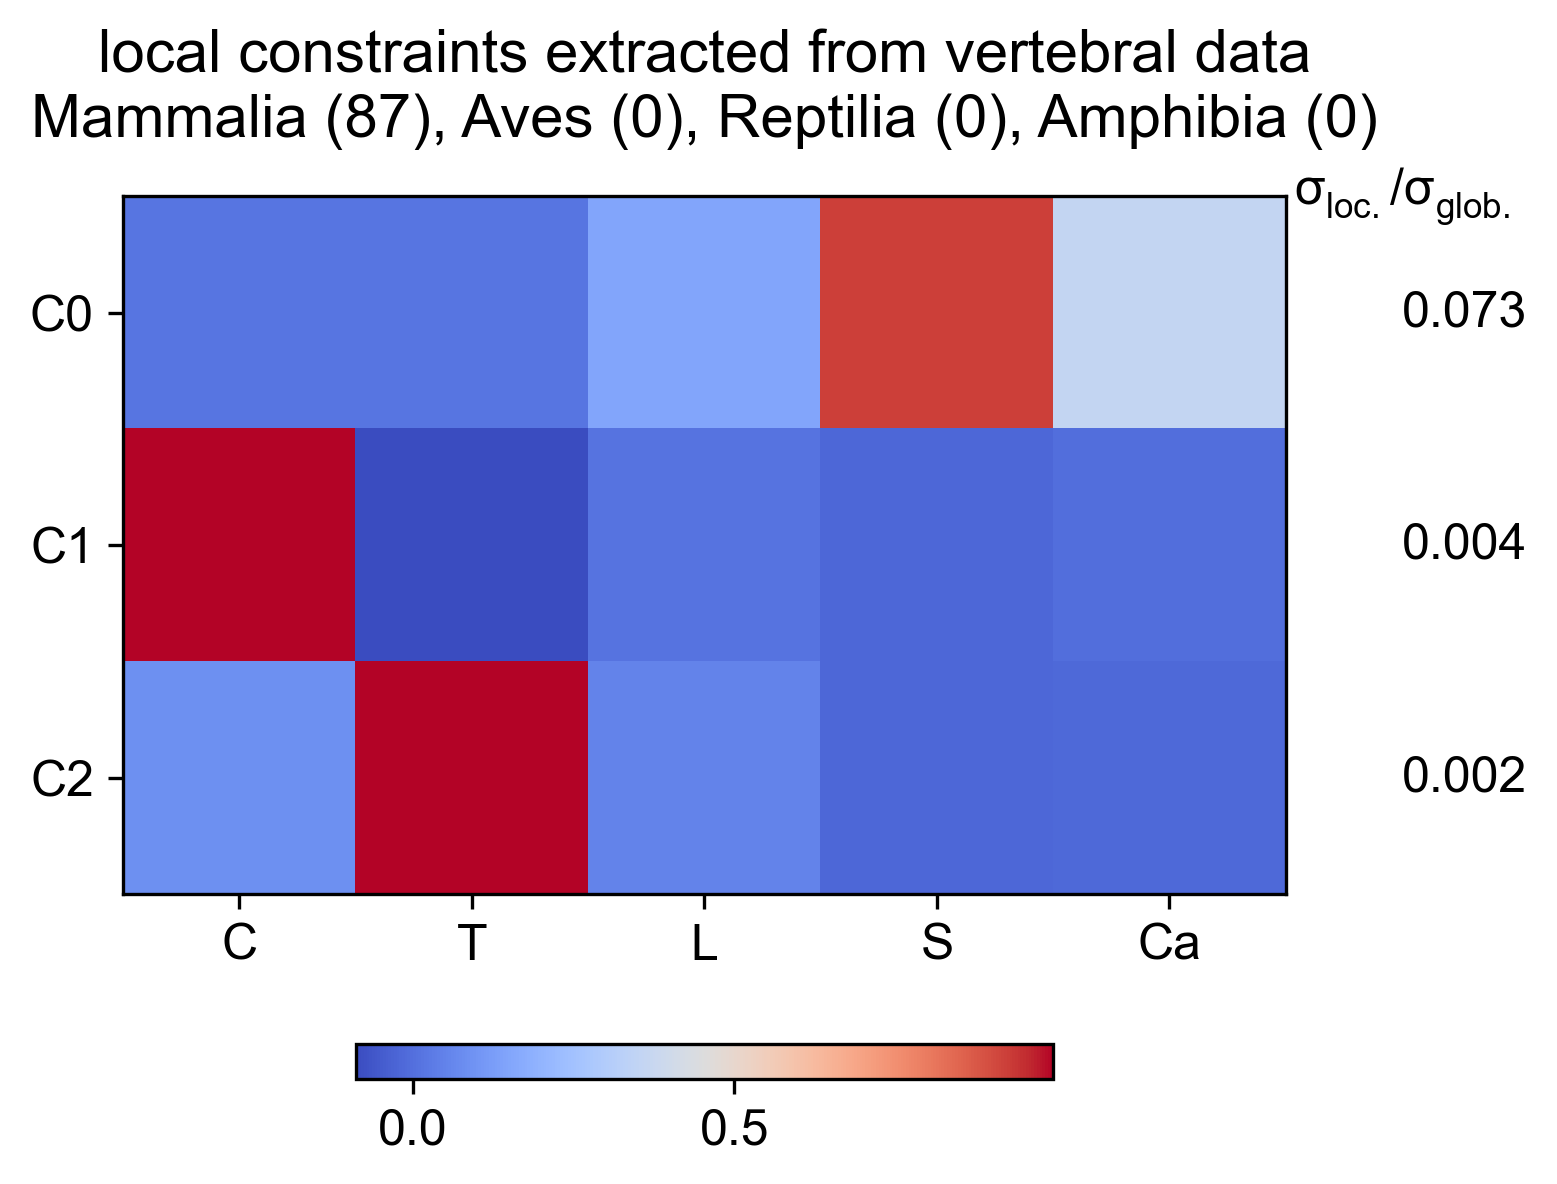 local constraints extracted from vertebral data
Mammalia (87), Aves (0), Reptilia (0), Amphibia (0)
σloc. /σglob.
C0 0.073
C1 0.004
C2 0.002
C T L S Ca
0.0 0.5